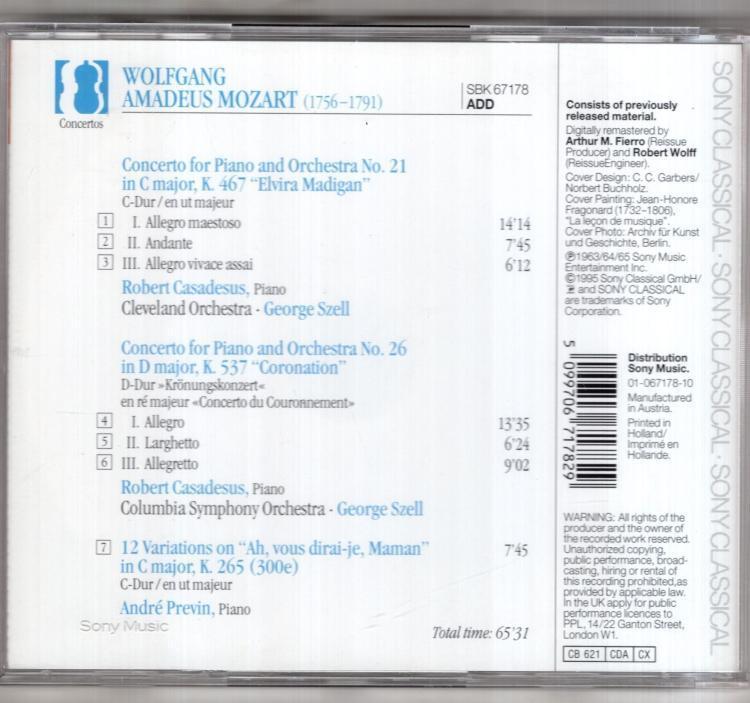 WOLFGANG
AMADEUS MOZART (1756–1791)
Concertos
SBK 67178
ADD
Concerto for Piano and Orchestra No. 21
in C major, K. 467 "Elvira Madigan"
C-Dur/en ut majeur
1 I. Allegro maestoso 14'14
2 II. Andante 7'45
3 III. Allegro vivace assai 6'12
Robert Casadesus, Piano
Cleveland Orchestra · George Szell
Concerto for Piano and Orchestra No. 26
in D major, K. 537 "Coronation"
D-Dur »Krönungskonzert«
en ré majeur «Concerto du Couronnement»
4 I. Allegro 13'35
5 II. Larghetto 6'24
6 III. Allegretto 9'02
Robert Casadesus, Piano
Columbia Symphony Orchestra · George Szell
7 12 Variations on "Ah, vous dirai-je, Maman" 7'45
in C major, K. 265 (300e)
C-Dur/en ut majeur
André Previn, Piano
Sony Music
Total time: 65'31
Consists of previously
released material.
Digitally remastered by
Arthur M. Fierro (Reissue
Producer) and Robert Wolff
(ReissueEngineer).
Cover Design: C. C. Garbers/
Norbert Buchholz.
Cover Painting: Jean-Honore
Fragonard (1732–1806),
"La leçon de musique".
Cover Photo: Archiv für Kunst
und Geschichte, Berlin.
℗1963/64/65 Sony Music
Entertainment Inc.
©1995 Sony Classical GmbH/
and SONY CLASSICAL
are trademarks of Sony
Corporation.
5 099706 717829
Distribution
Sony Music.
01-067178-10
Manufactured
in Austria.
Printed in
Holland/
Imprimé en
Hollande.
WARNING: All rights of the
producer and the owner of
the recorded work reserved.
Unauthorized copying,
public performance, broad-
casting, hiring or rental of
this recording prohibited,as
provided by applicable law.
In the UK apply for public
performance licences to
PPL, 14/22 Ganton Street,
London W1.
CB 621 CDA CX
SONY CLASSICAL · SONY CLASSICAL · SONY CLASSICAL